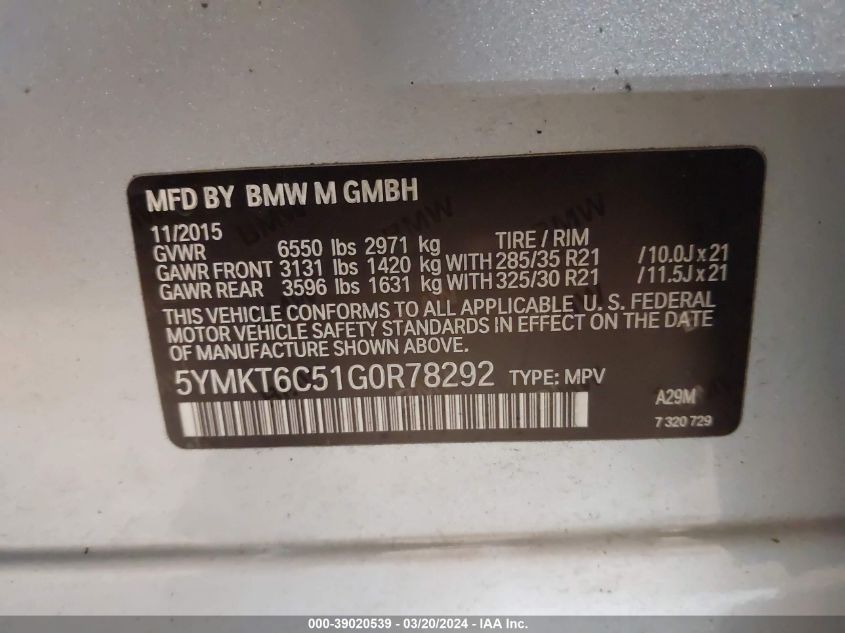 MFD BY BMW M GMBH
11/2015
GVWR 6550 lbs 2971 kg TIRE / RIM
GAWR FRONT 3131 lbs 1420 kg WITH 285/35 R21 /10.0J x 21
GAWR REAR 3596 lbs 1631 kg WITH 325/30 R21 /11.5J x 21
THIS VEHICLE CONFORMS TO ALL APPLICABLE U. S. FEDERAL
MOTOR VEHICLE SAFETY STANDARDS IN EFFECT ON THE DATE
OF MANUFACTURE SHOWN ABOVE.
5YMKT6C51G0R78292 TYPE: MPV
A29M
7 320 729
000-39020539 - 03/20/2024 - IAA Inc.